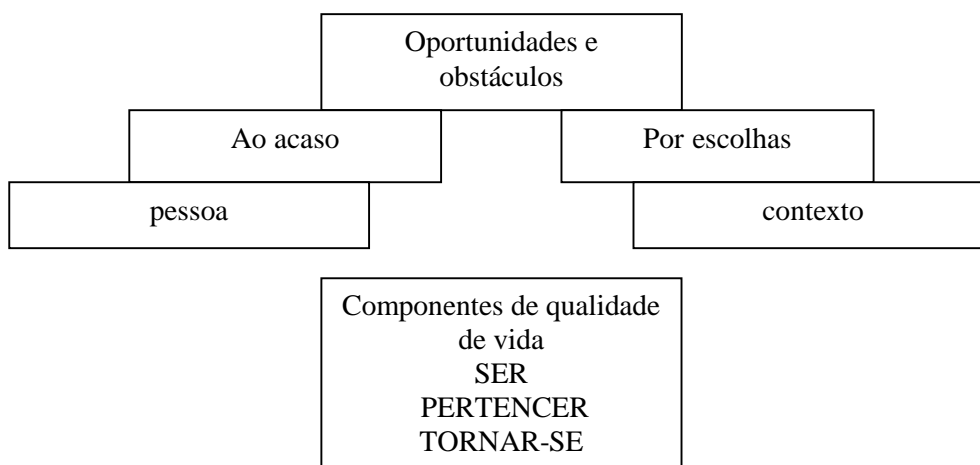 Oportunidades e
obstáculos
Ao acaso
Por escolhas
pessoa
contexto
Componentes de qualidade
de vida
SER
PERTENCER
TORNAR-SE